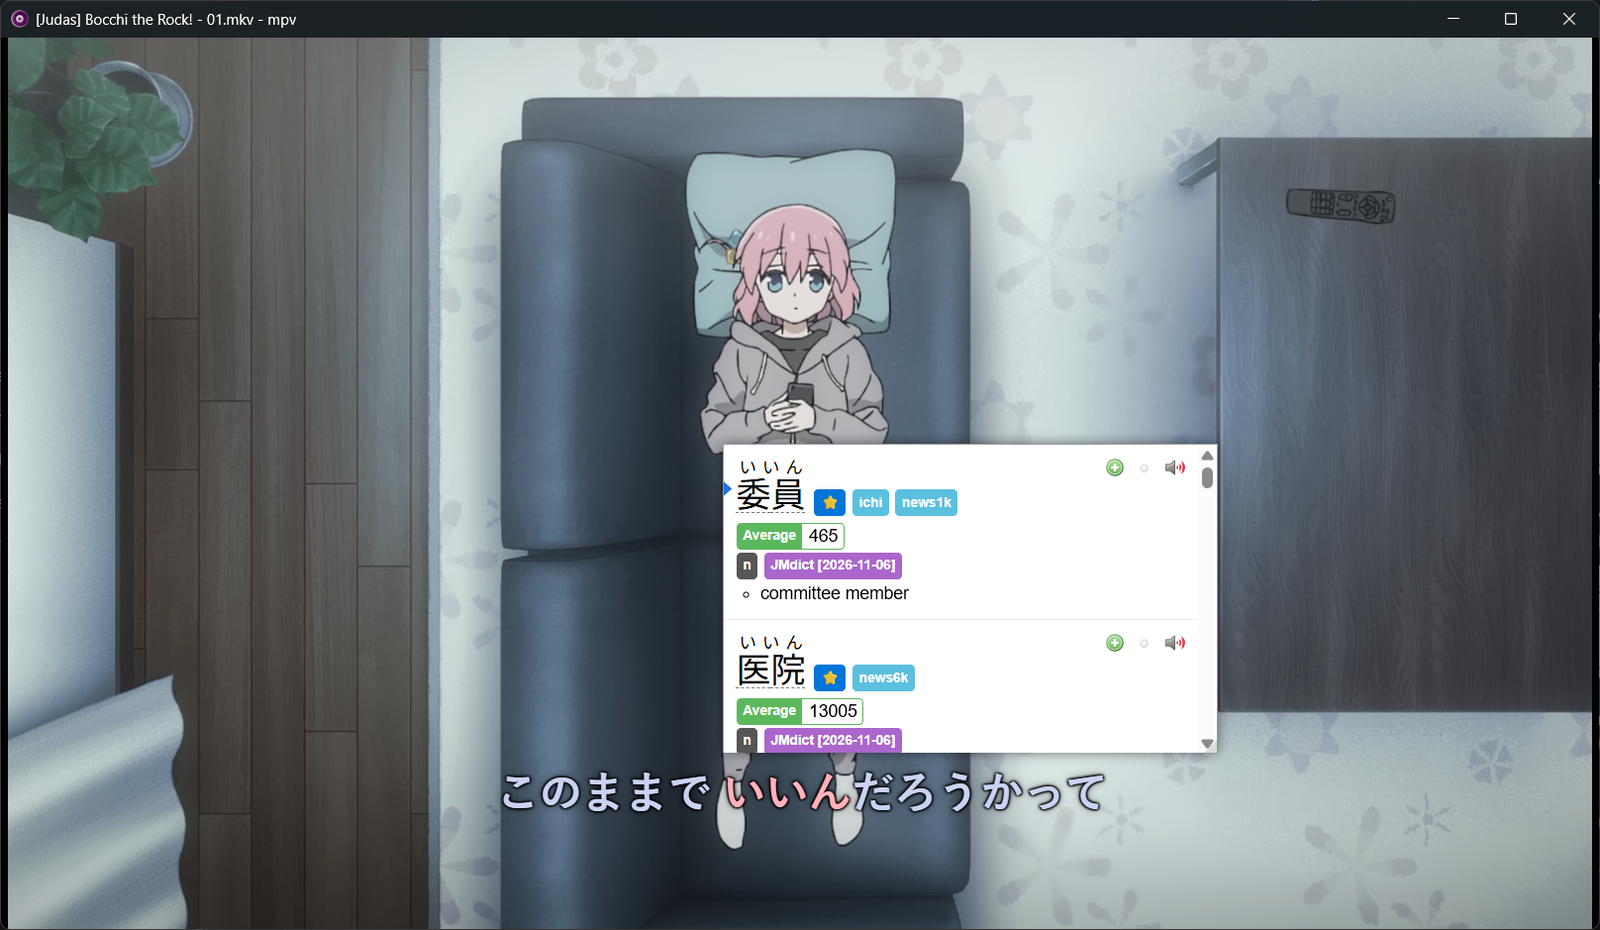 [Judas] Bocchi the Rock! - 01.mkv - mpv
いいん
委員 ichi news1k
Average 465
n JMdict [2026-11-06]
committee member
いいん
医院 news6k
Average 13005
n JMdict [2026-11-06]
このままで いいんだろうかって